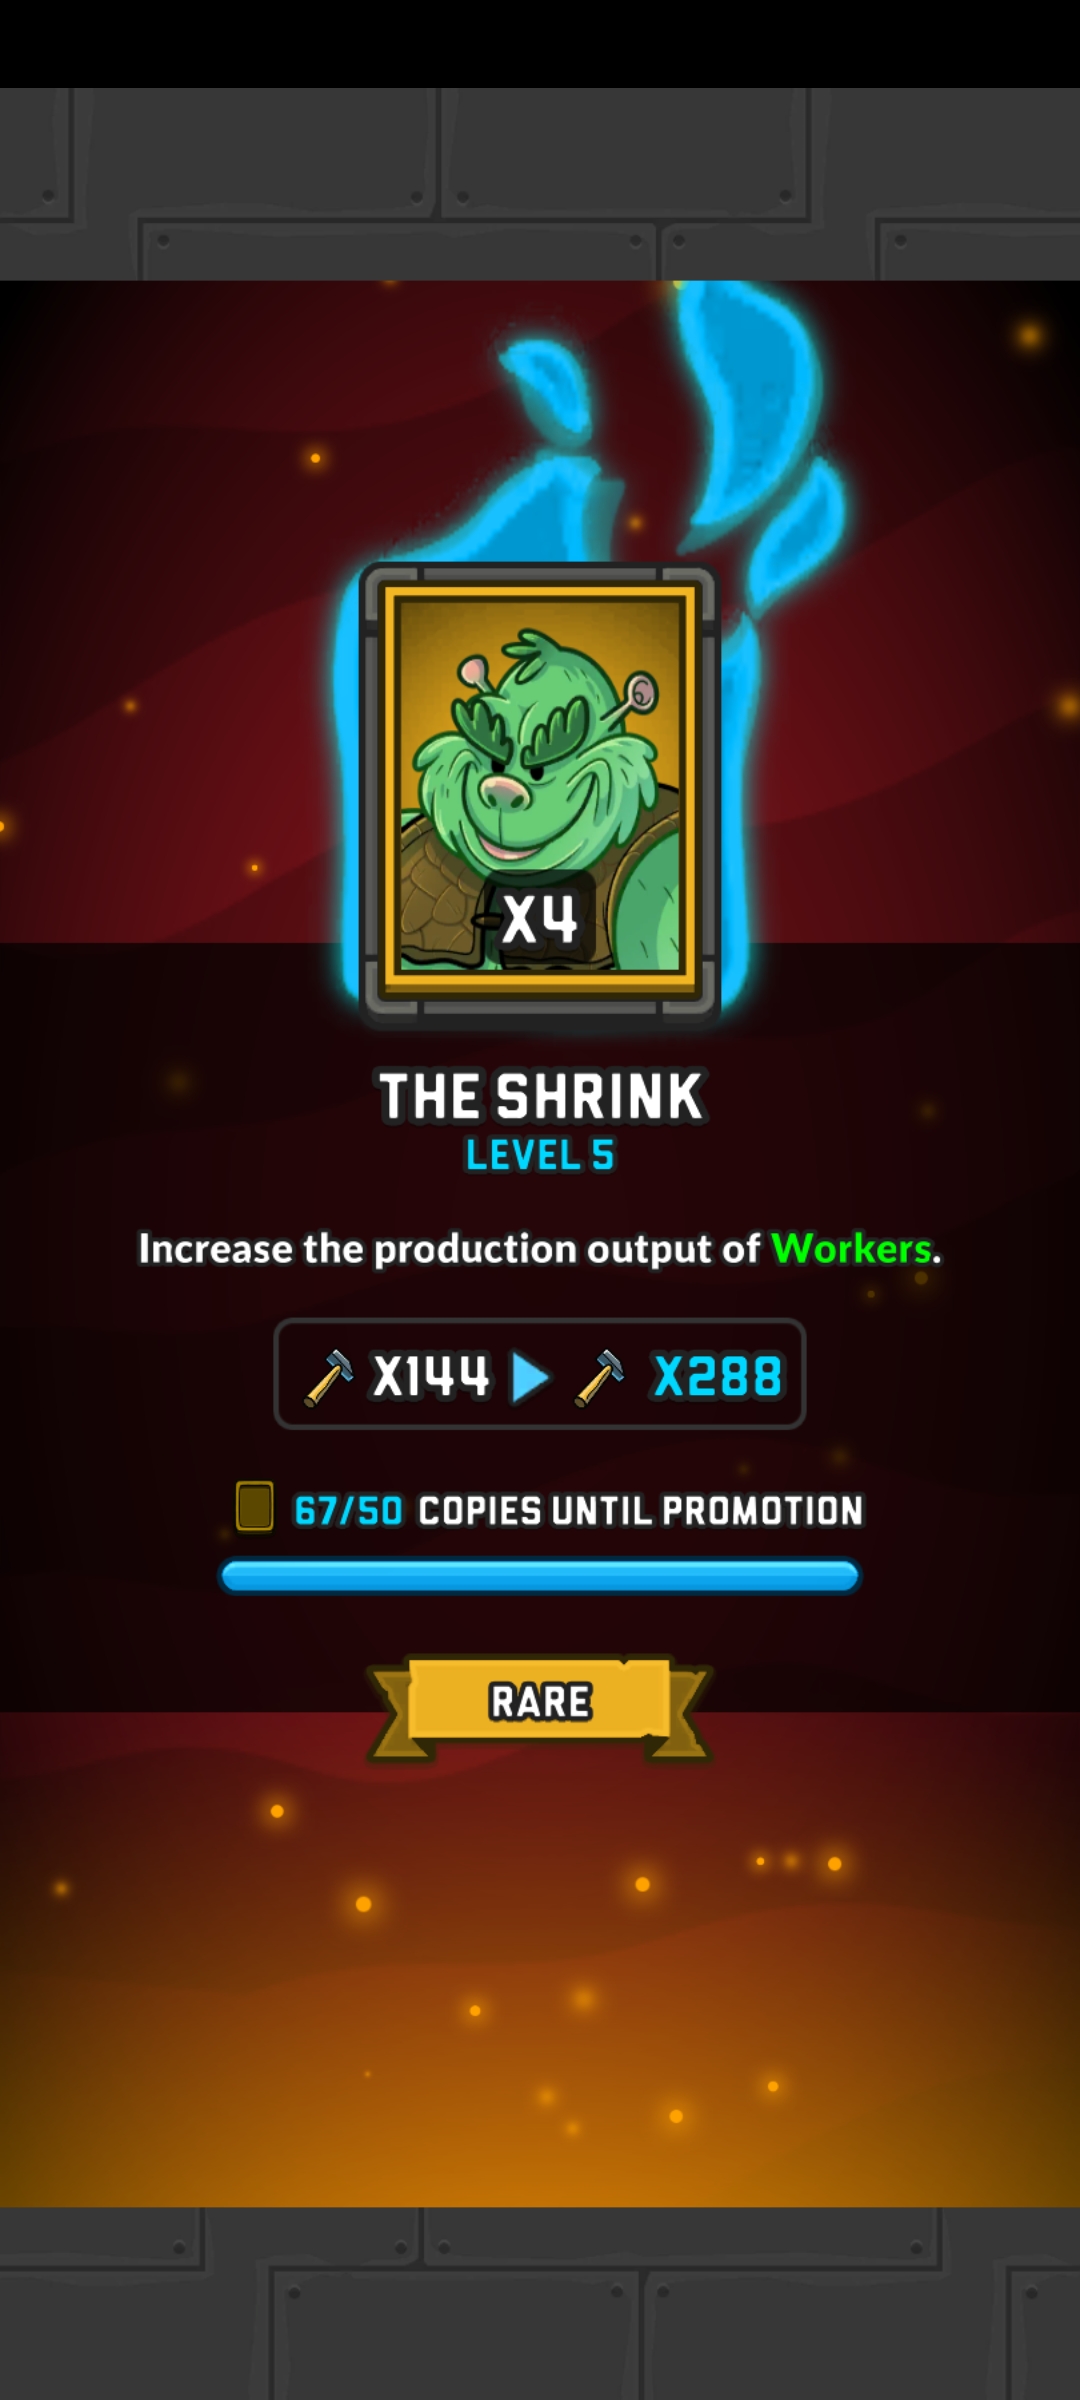 X4
THE SHRINK
LEVEL 5
Increase the production output of Workers.
X144 X288
67/50 COPIES UNTIL PROMOTION
RARE